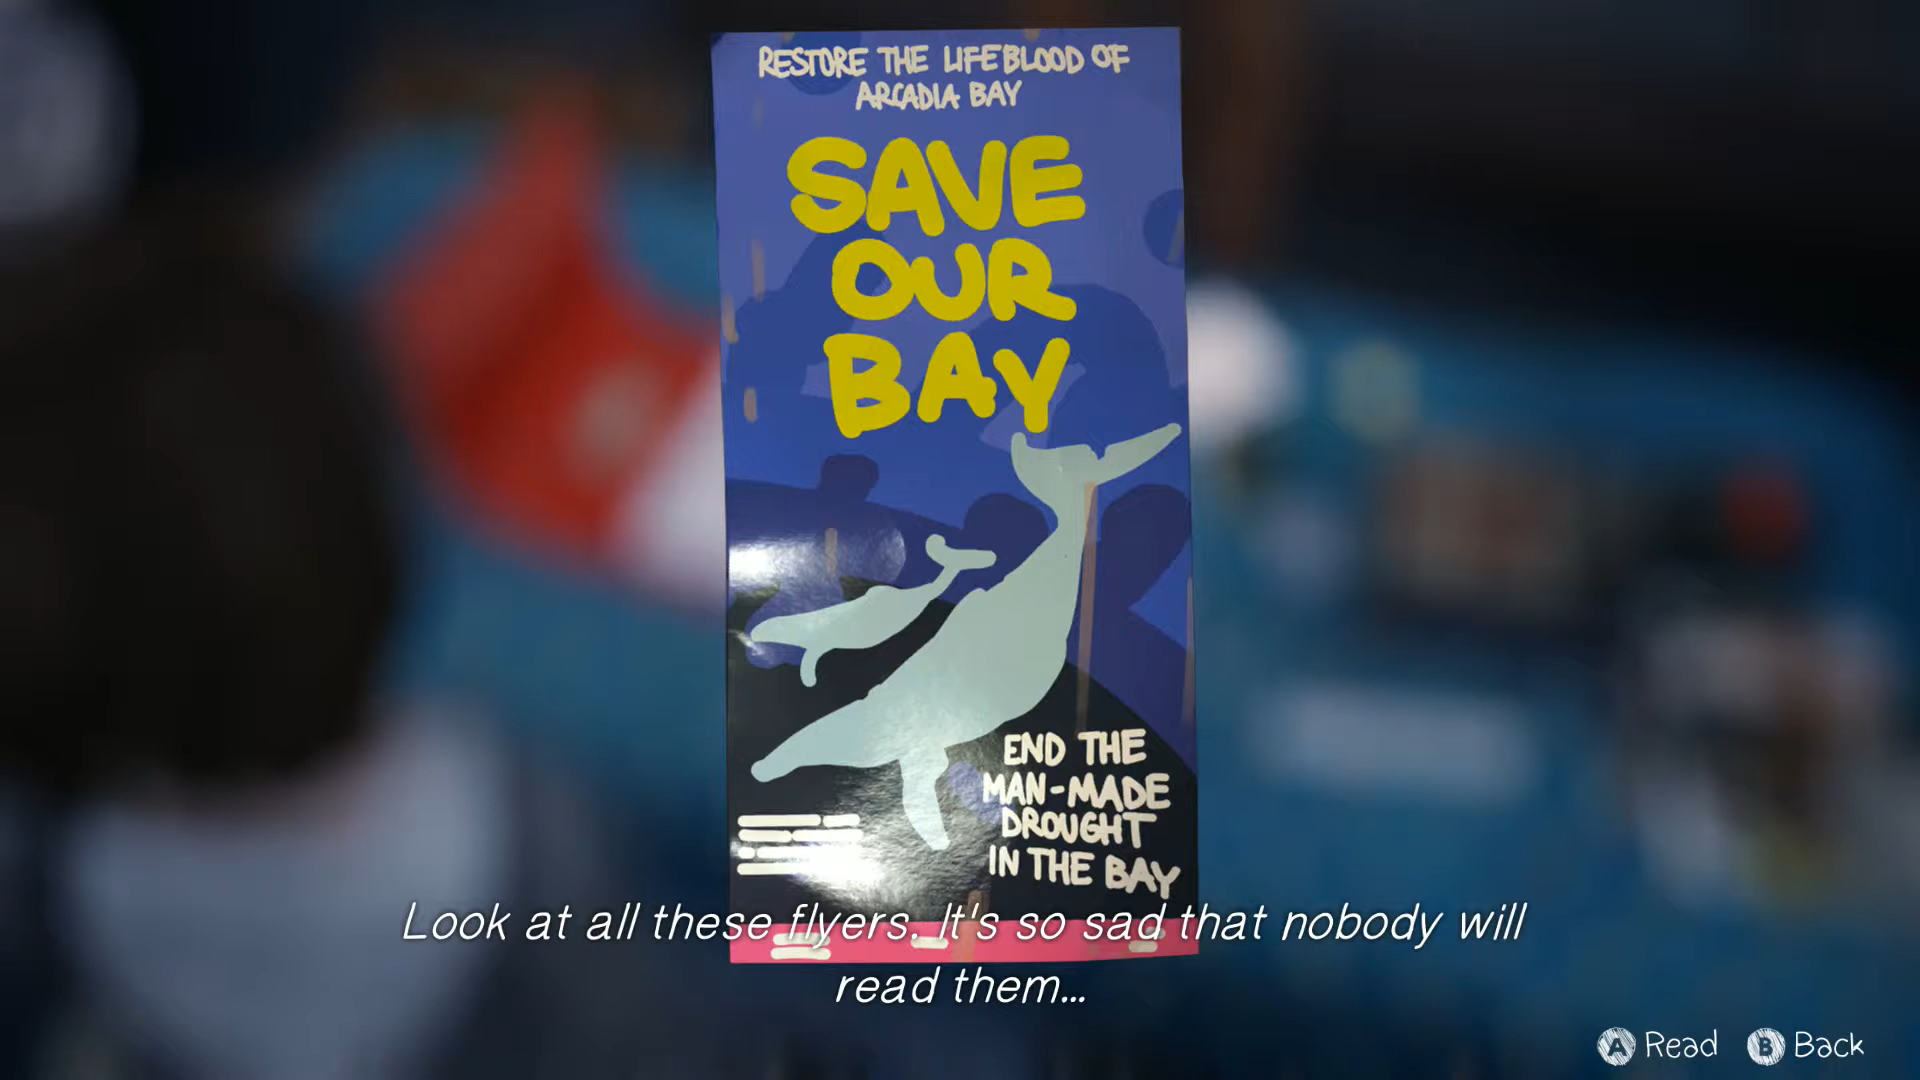 RESTORE THE LIFEBLOOD OF
ARCADIA BAY
SAVE
OUR
BAY
END THE
MAN-MADE
DROUGHT
IN THE BAY
Look at all these flyers. It's so sad that nobody will
read them...
A Read B Back